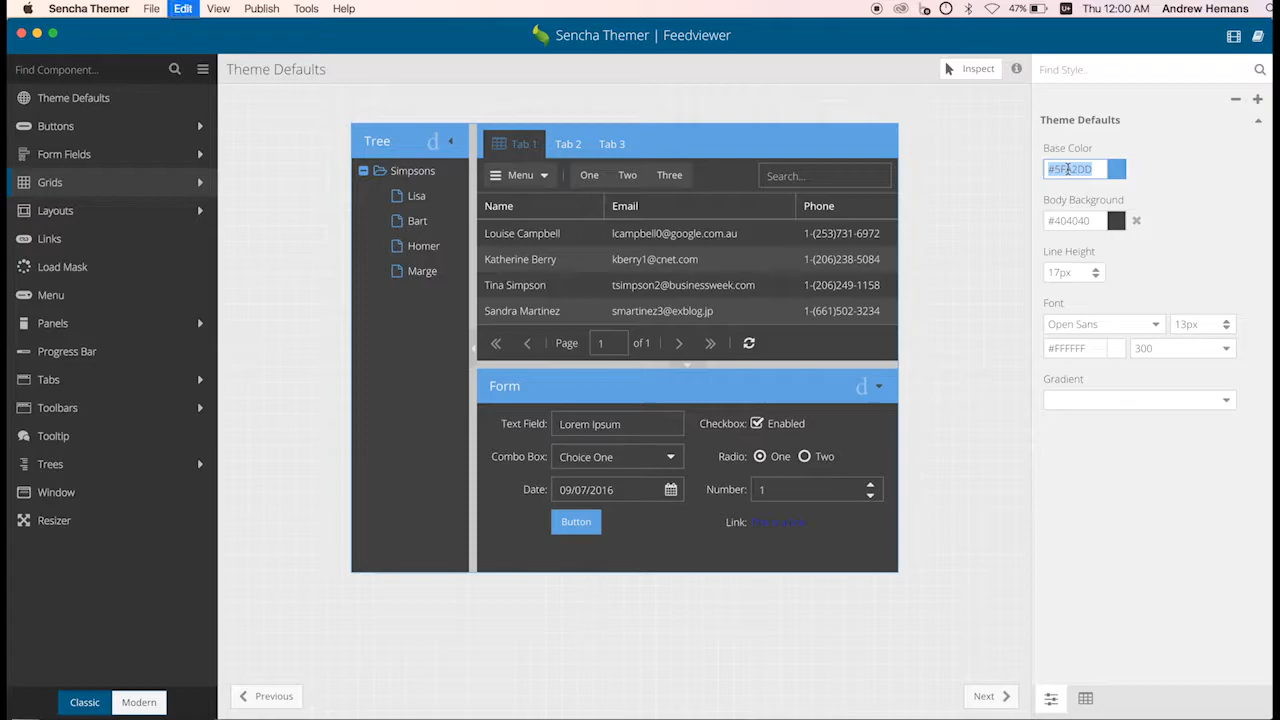 Sencha Themer File Edit View Publish Tools Help 47% Thu 12:00 AM Andrew Hemans
Sencha Themer | Feedviewer
Find Component...
Theme Defaults
Inspect
Find Style...
Theme Defaults
Buttons
Form Fields
Grids
Layouts
Links
Load Mask
Menu
Panels
Progress Bar
Tabs
Toolbars
Tooltip
Trees
Window
Resizer
Classic Modern
Tree
Simpsons
Lisa
Bart
Homer
Marge
Tab 1 Tab 2 Tab 3
Menu One Two Three Search...
Name Email Phone
Louise Campbell lcampbell0@google.com.au 1-(253)731-6972
Katherine Berry kberry1@cnet.com 1-(206)238-5084
Tina Simpson tsimpson2@businessweek.com 1-(206)249-1158
Sandra Martinez smartinez3@exblog.jp 1-(661)502-3234
Page 1 of 1
Form
Text Field: Lorem Ipsum Checkbox: Enabled
Combo Box: Choice One Radio: One Two
Date: 09/07/2016 Number: 1
Button Link:
Previous
Next
Theme Defaults
Base Color
Body Background
#404040
Line Height
17px
Font
Open Sans 13px
#FFFFFF 300
Gradient